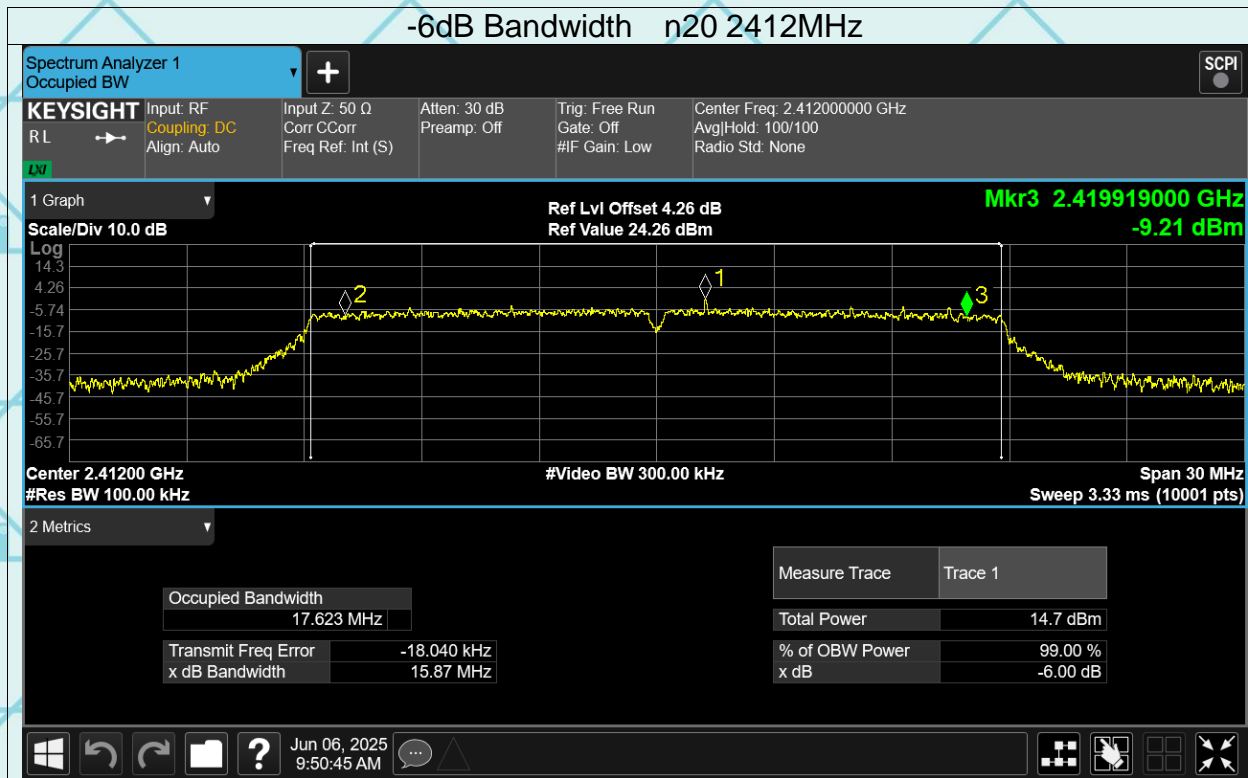 -6dB Bandwidth n20 2412MHz
Spectrum Analyzer 1
Occupied BW
SCPI
KEYSIGHT
R L
LXI
Input: RF
Coupling: DC
Align: Auto
Input Z: 50 Ω
Corr CCorr
Freq Ref: Int (S)
Atten: 30 dB
Preamp: Off
Trig: Free Run
Gate: Off
#IF Gain: Low
Center Freq: 2.412000000 GHz
Avg|Hold: 100/100
Radio Std: None
1 Graph
Scale/Div 10.0 dB
Ref Lvl Offset 4.26 dB
Ref Value 24.26 dBm
Mkr3 2.419919000 GHz
-9.21 dBm
Log
14.3
4.26
-5.74
-15.7
-25.7
-35.7
-45.7
-55.7
-65.7
2
1
3
Center 2.41200 GHz
#Video BW 300.00 kHz
Span 30 MHz
#Res BW 100.00 kHz
Sweep 3.33 ms (10001 pts)
2 Metrics
Occupied Bandwidth
17.623 MHz
Transmit Freq Error -18.040 kHz
x dB Bandwidth 15.87 MHz
Measure Trace Trace 1
Total Power 14.7 dBm
% of OBW Power 99.00 %
x dB -6.00 dB
Jun 06, 2025
9:50:45 AM